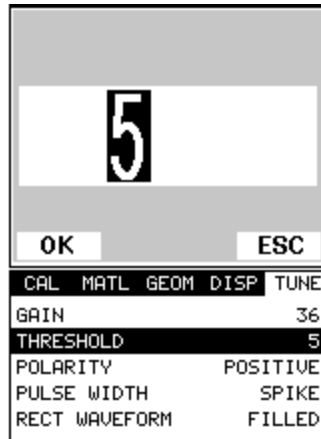 5
OK ESC
CAL MATL GEOM DISP TUNE
GAIN 36
THRESHOLD 5
POLARITY POSITIVE
PULSE WIDTH SPIKE
RECT WAVEFORM FILLED